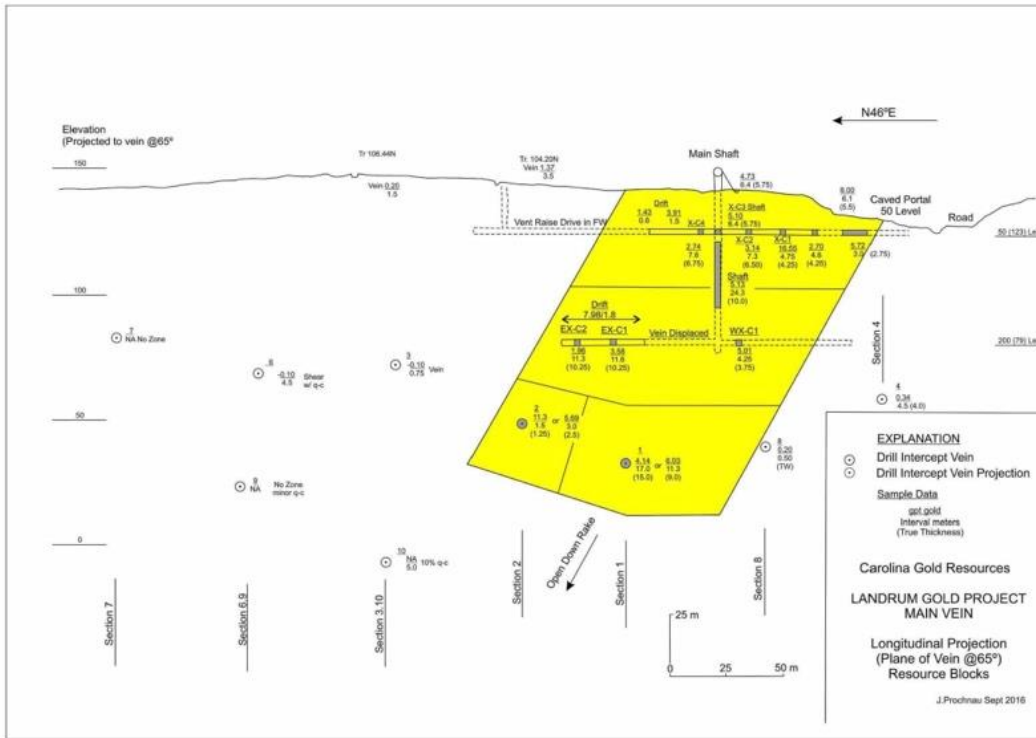 N46ºE
Elevation
(Projected to vein @65º
150
Tr 106.44N
Vein 0.20
1.5
Tr. 104.20N
Vein 1.37
3.5
Main Shaft
4.73
6.4 (5.75)
8.00
6.1
(5.5)
Caved Portal
50 Level
Road
Vent Raise Drive in FW
Drift
1.43
0.6
3.91
1.5
X-C3 Shaft
5.10
6.4 (5.75)
X-C4
X-C2
X-C1
50 (123) Le
2.74
7.6
(6.75)
3.14
7.3
(6.50)
16.55
4.75
(4.25)
2.70
4.6
(4.25)
5.72
3.0 (2.75)
Shaft
5.13
24.3
(10.0)
100
Drift
7.98/1.8
EX-C2
EX-C1
Vein Displaced
WX-C1
200 (79) Le
1.96
11.3
(10.25)
3.58
11.6
(10.25)
5.01
4.25
(3.75)
7
NA No Zone
6
-0.10
4.5
Shear
w/ q-c
3
-0.10
0.75
Vein
Section 4
4
0.34
4.5 (4.0)
50
2
11.3
1.5
(1.25)
or
5.69
3.0
(2.5)
1
4.14
17.0
(15.0)
or
6.03
11.3
(9.0)
8
0.20
0.50
(TW)
9
NA
No Zone
minor q-c
0
10
NA
5.0
10% q-c
Open Down Rake
Section 7
Section 6,9
Section 3,10
Section 2
Section 1
Section 8
25 m
0
25
50 m
EXPLANATION
Drill Intercept Vein
Drill Intercept Vein Projection
Sample Data
gpt gold
Interval meters
(True Thickness)
Carolina Gold Resources
LANDRUM GOLD PROJECT
MAIN VEIN
Longitudinal Projection
(Plane of Vein @65º)
Resource Blocks
J.Prochnau Sept 2016